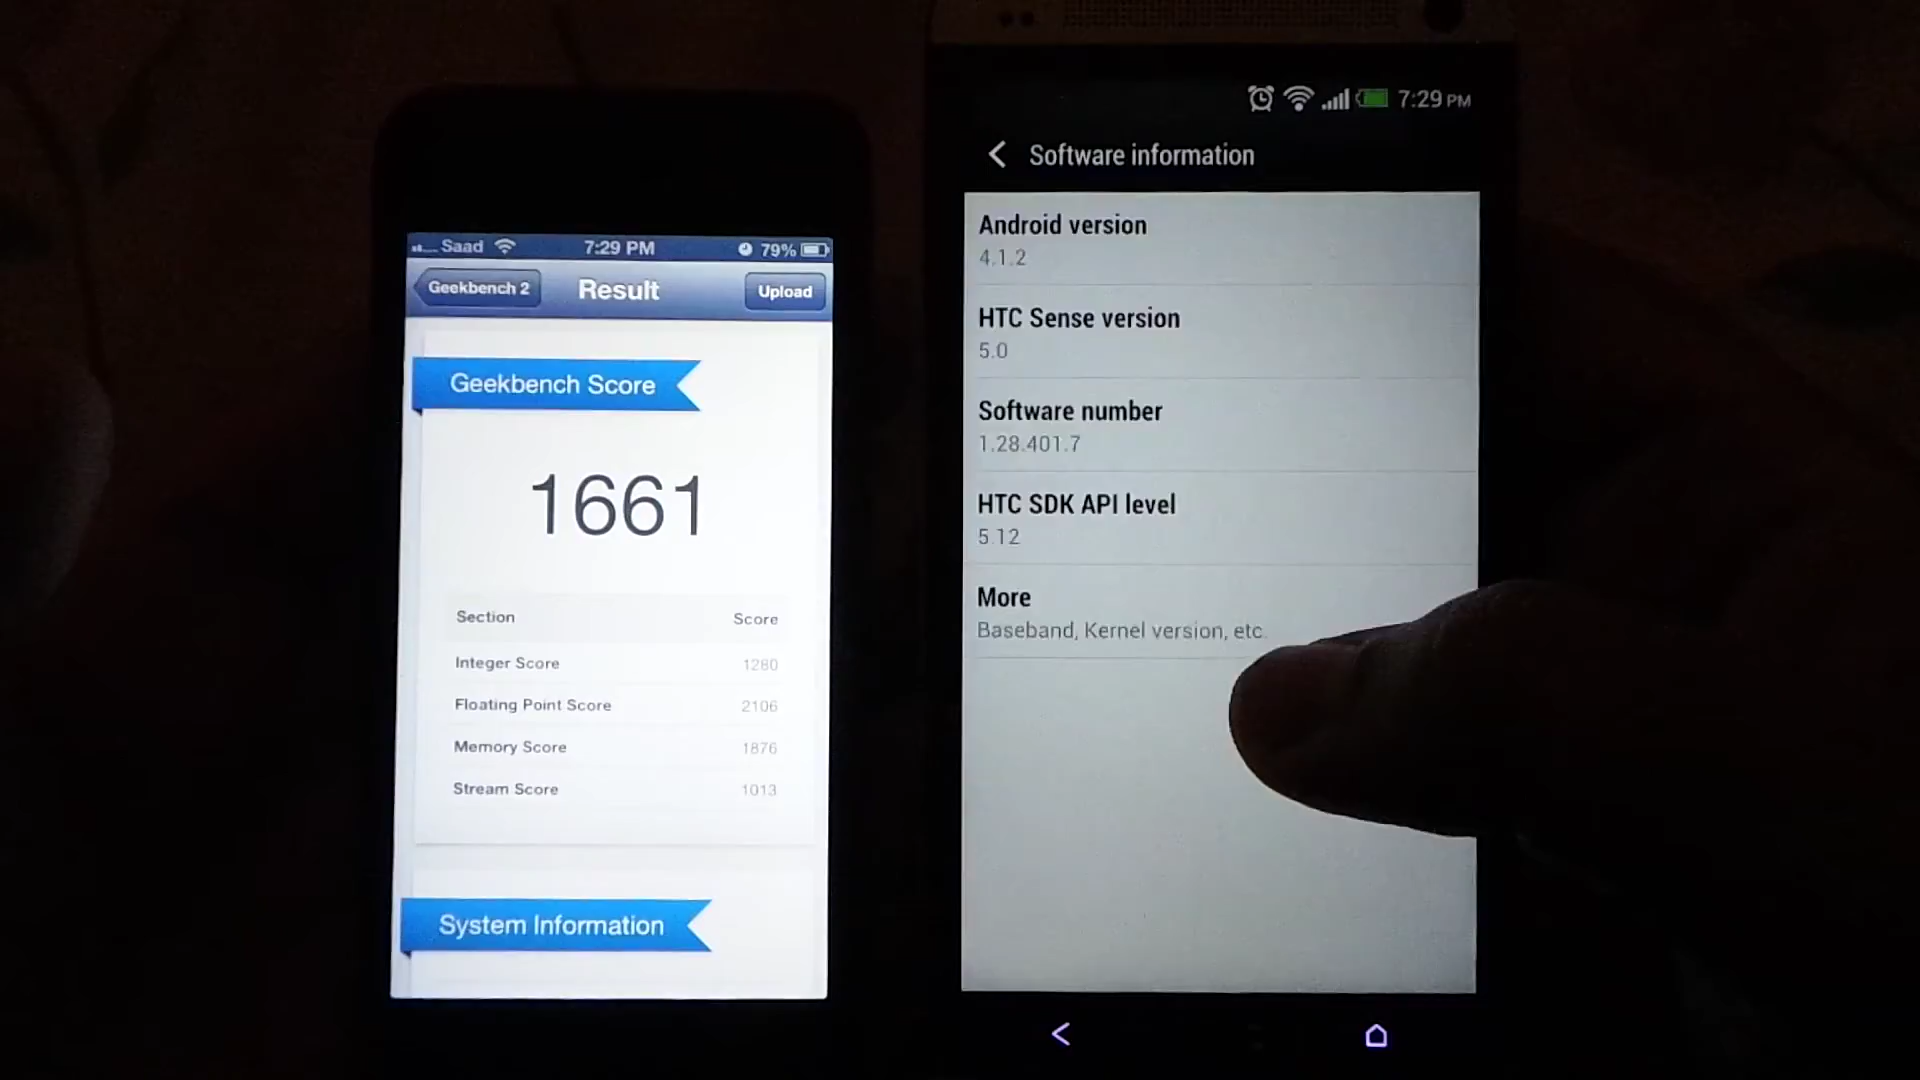 Saad 7:29 PM 79%
Geekbench 2 Result Upload
Geekbench Score
1661
Section Score
Integer Score 1280
Floating Point Score 2106
Memory Score 1876
Stream Score 1013
System Information
7:29 PM
Software information
Android version
4.1.2
HTC Sense version
5.0
Software number
1.28.401.7
HTC SDK API level
5.12
More
Baseband, Kernel version, etc.